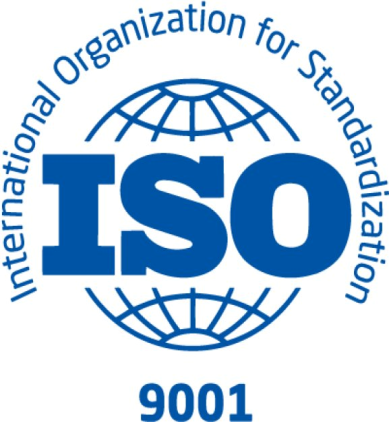 International Organization for Standardization
ISO
9001